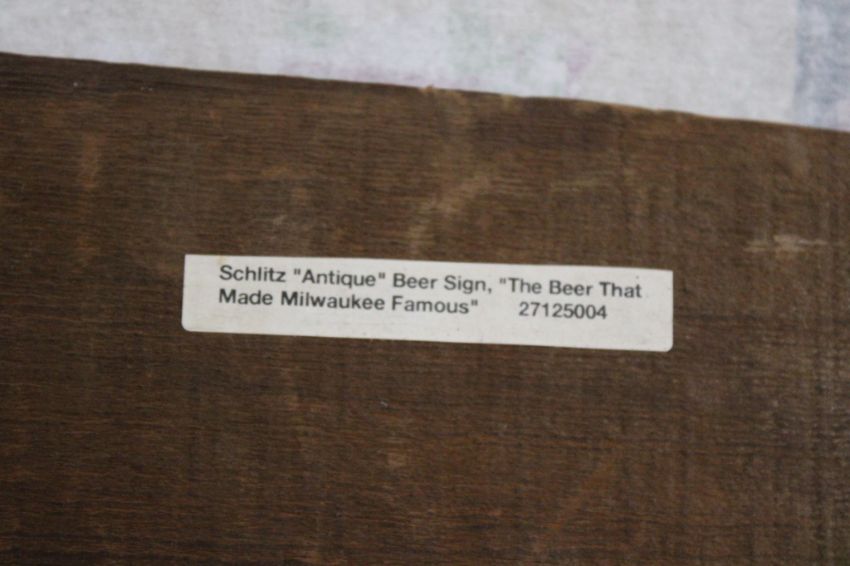 Schlitz "Antique" Beer Sign, "The Beer That
Made Milwaukee Famous" 27125004